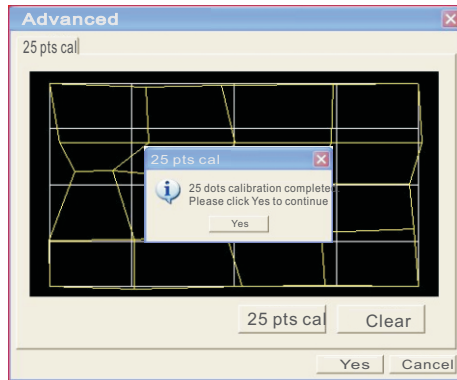 Advanced
25 pts cal
25 pts cal
25 dots calibration complete
Please click Yes to continue
Yes
25 pts cal
Clear
Yes
Cancel